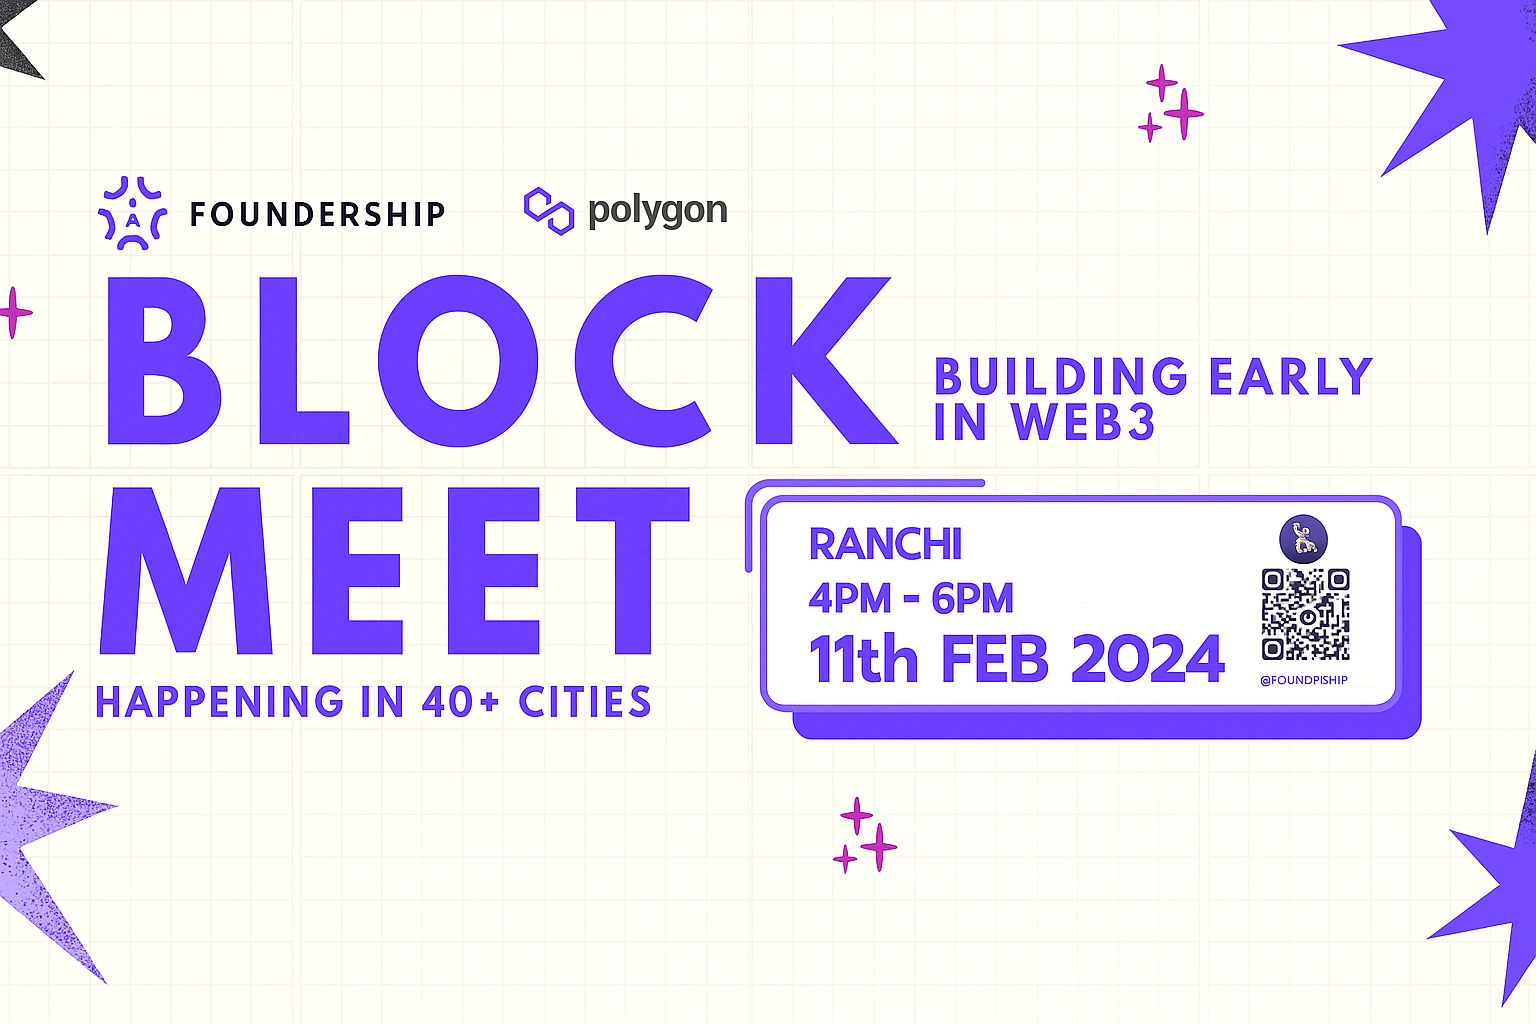 FOUNDERSHIP
polygon
BLOCK
BUILDING EARLY
IN WEB3
MEET
HAPPENING IN 40+ CITIES
RANCHI
4PM - 6PM
11th FEB 2024
@FOUNDPISHIP